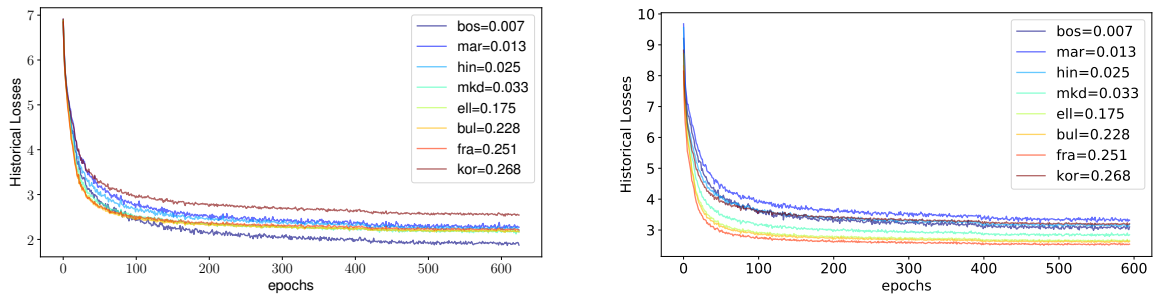 7
6
5
4
3
2
Historical Losses
0
100
200
300
400
500
600
epochs
bos=0.007
mar=0.013
hin=0.025
mkd=0.033
ell=0.175
bul=0.228
fra=0.251
kor=0.268
10
9
8
7
6
5
4
3
Historical Losses
0
100
200
300
400
500
600
epochs
bos=0.007
mar=0.013
hin=0.025
mkd=0.033
ell=0.175
bul=0.228
fra=0.251
kor=0.268